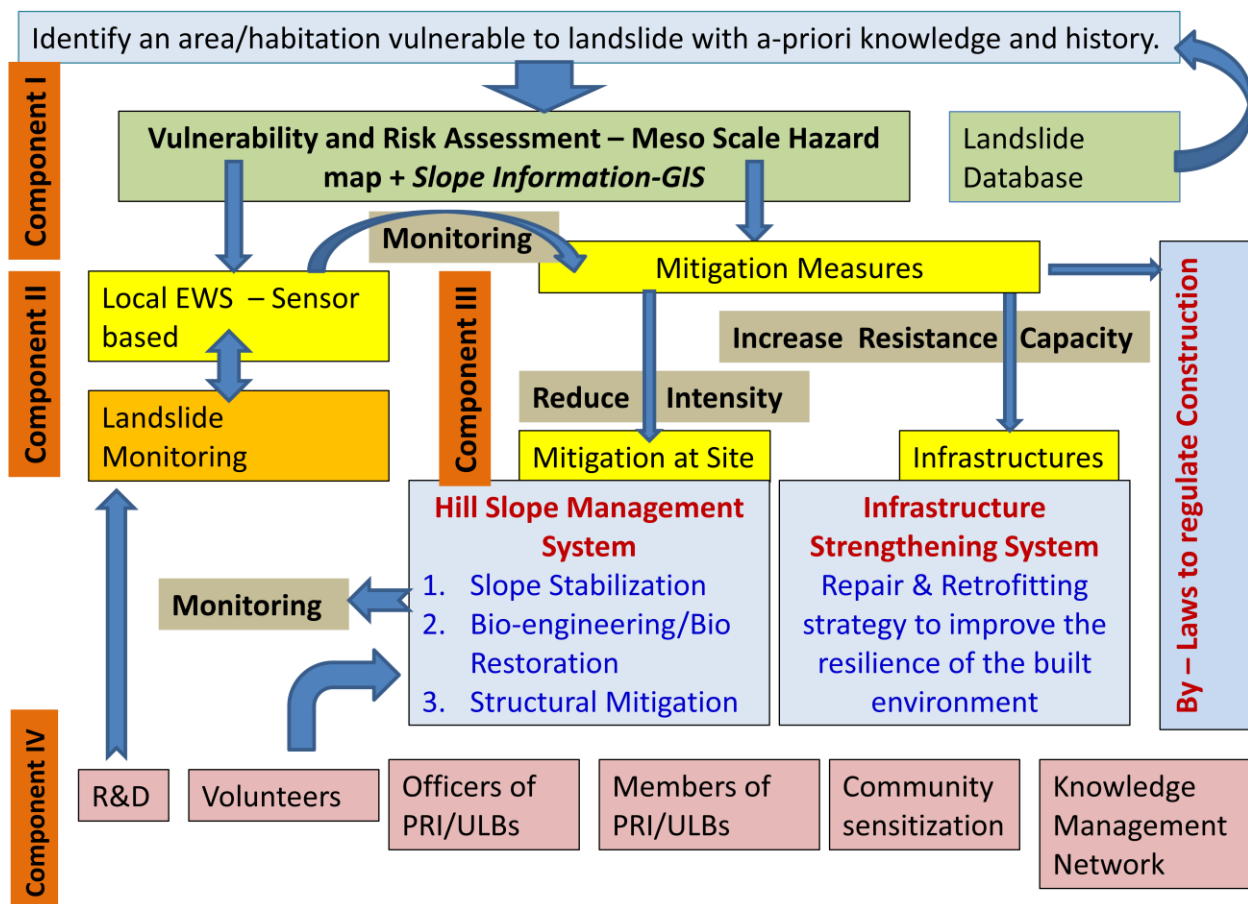 Identify an area/habitation vulnerable to landslide with a-priori knowledge and history.
Component I
Vulnerability and Risk Assessment – Meso Scale Hazard
map + Slope Information-GIS
Landslide
Database
Monitoring
Mitigation Measures
Component II
Local EWS – Sensor
based
Landslide
Monitoring
Component III
Increase Resistance Capacity
Reduce Intensity
Mitigation at Site
Infrastructures
By – Laws to regulate Construction
Hill Slope Management
System
1. Slope Stabilization
2. Bio-engineering/Bio
Restoration
3. Structural Mitigation
Infrastructure
Strengthening System
Repair & Retrofitting
strategy to improve the
resilience of the built
environment
Monitoring
Component IV
R&D
Volunteers
Officers of
PRI/ULBs
Members of
PRI/ULBs
Community
sensitization
Knowledge
Management
Network